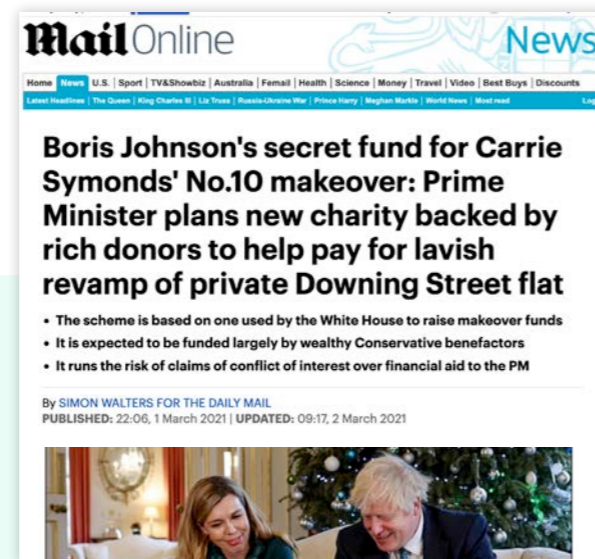 Mail Online
News
Home | News | U.S. | Sport | TV&Showbiz | Australia | Femail | Health | Science | Money | Travel | Video | Best Buys | Discounts
Latest Headlines | The Queen | King Charles III | Liz Truss | Russia-Ukraine War | Prince Harry | Meghan Markle | World News | Most read
Log
Boris Johnson's secret fund for Carrie
Symonds' No.10 makeover: Prime
Minister plans new charity backed by
rich donors to help pay for lavish
revamp of private Downing Street flat
• The scheme is based on one used by the White House to raise makeover funds
• It is expected to be funded largely by wealthy Conservative benefactors
• It runs the risk of claims of conflict of interest over financial aid to the PM
By SIMON WALTERS FOR THE DAILY MAIL
PUBLISHED: 22:06, 1 March 2021 | UPDATED: 09:17, 2 March 2021